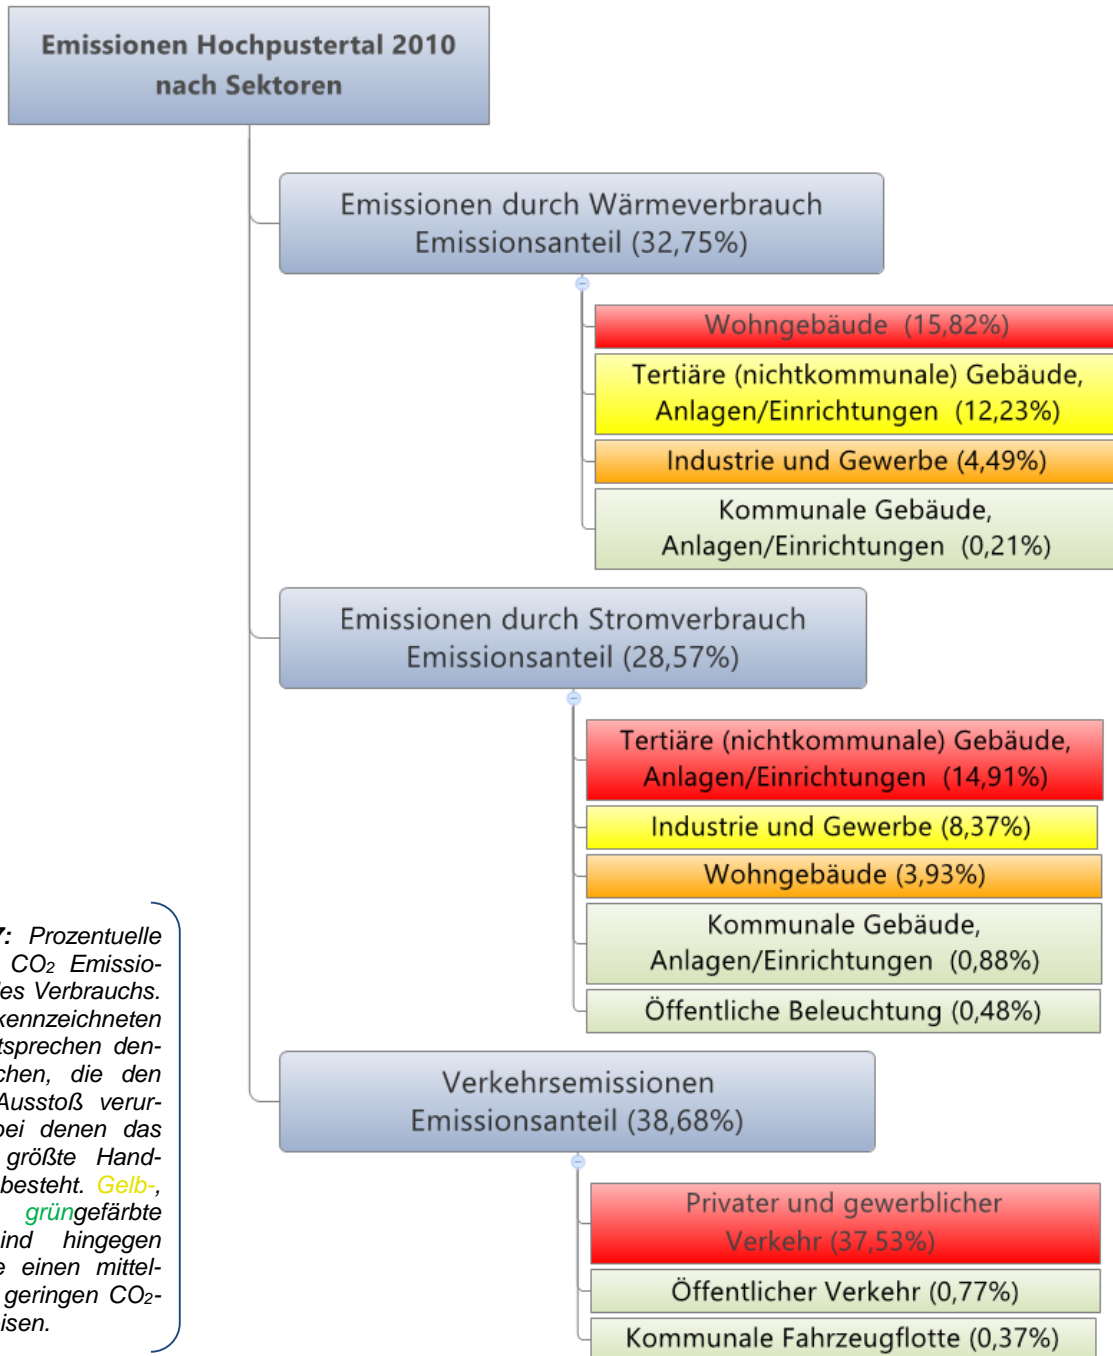 Emissionen Hochpustertal 2010
nach Sektoren
Emissionen durch Wärmeverbrauch
Emissionsanteil (32,75%)
Wohngebäude (15,82%)
Tertiäre (nichtkommunale) Gebäude,
Anlagen/Einrichtungen (12,23%)
Industrie und Gewerbe (4,49%)
Kommunale Gebäude,
Anlagen/Einrichtungen (0,21%)
Emissionen durch Stromverbrauch
Emissionsanteil (28,57%)
Tertiäre (nichtkommunale) Gebäude,
Anlagen/Einrichtungen (14,91%)
Industrie und Gewerbe (8,37%)
Wohngebäude (3,93%)
Kommunale Gebäude,
Anlagen/Einrichtungen (0,88%)
Öffentliche Beleuchtung (0,48%)
Verkehrsemissionen
Emissionsanteil (38,68%)
Privater und gewerblicher
Verkehr (37,53%)
Öffentlicher Verkehr (0,77%)
Kommunale Fahrzeugflotte (0,37%)
7: Prozentuelle
CO2 Emissio-
des Verbrauchs.
kennzeichneten
tsprechen den-
chen, die den
Ausstoß verur-
bei denen das
größte Hand-
besteht. Gelb-,
grüngefärbte
ind hingegen
e einen mittel-
geringen CO2-
isen.